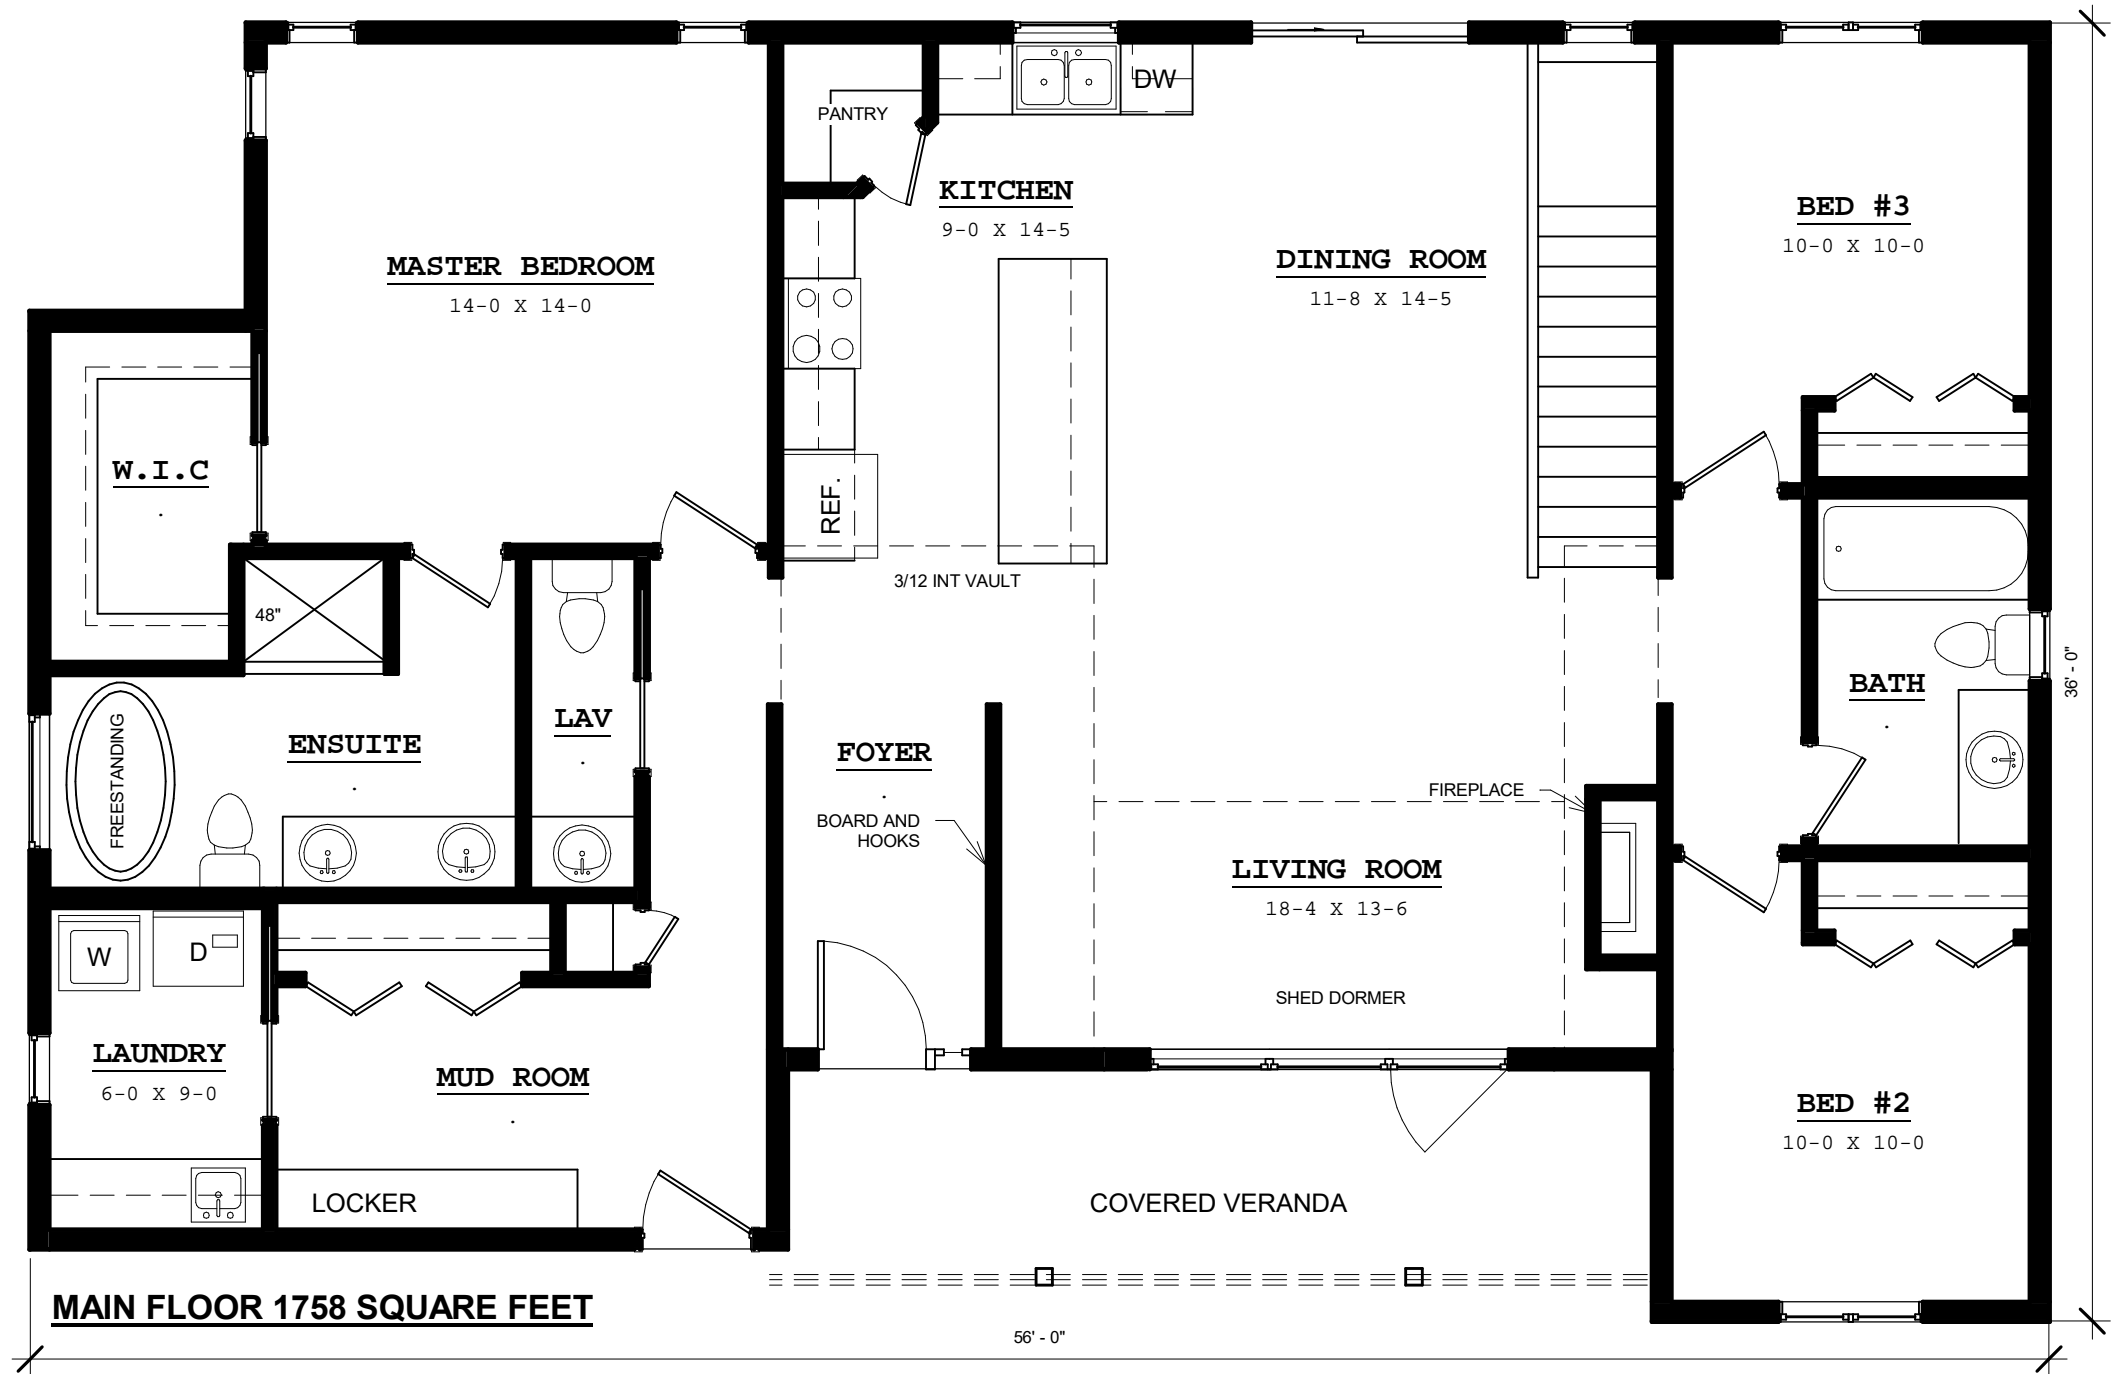 DW
PANTRY
KITCHEN
9-0 X 14-5
BED #3
10-0 X 10-0
MASTER BEDROOM
14-0 X 14-0
DINING ROOM
11-8 X 14-5
W.I.C
REF.
3/12 INT VAULT
48"
36' - 0"
BATH
LAV
ENSUITE
FREESTANDING
FOYER
BOARD AND
HOOKS
FIREPLACE
LIVING ROOM
18-4 X 13-6
W
D
SHED DORMER
LAUNDRY
6-0 X 9-0
MUD ROOM
BED #2
10-0 X 10-0
LOCKER
COVERED VERANDA
MAIN FLOOR 1758 SQUARE FEET
56' - 0"